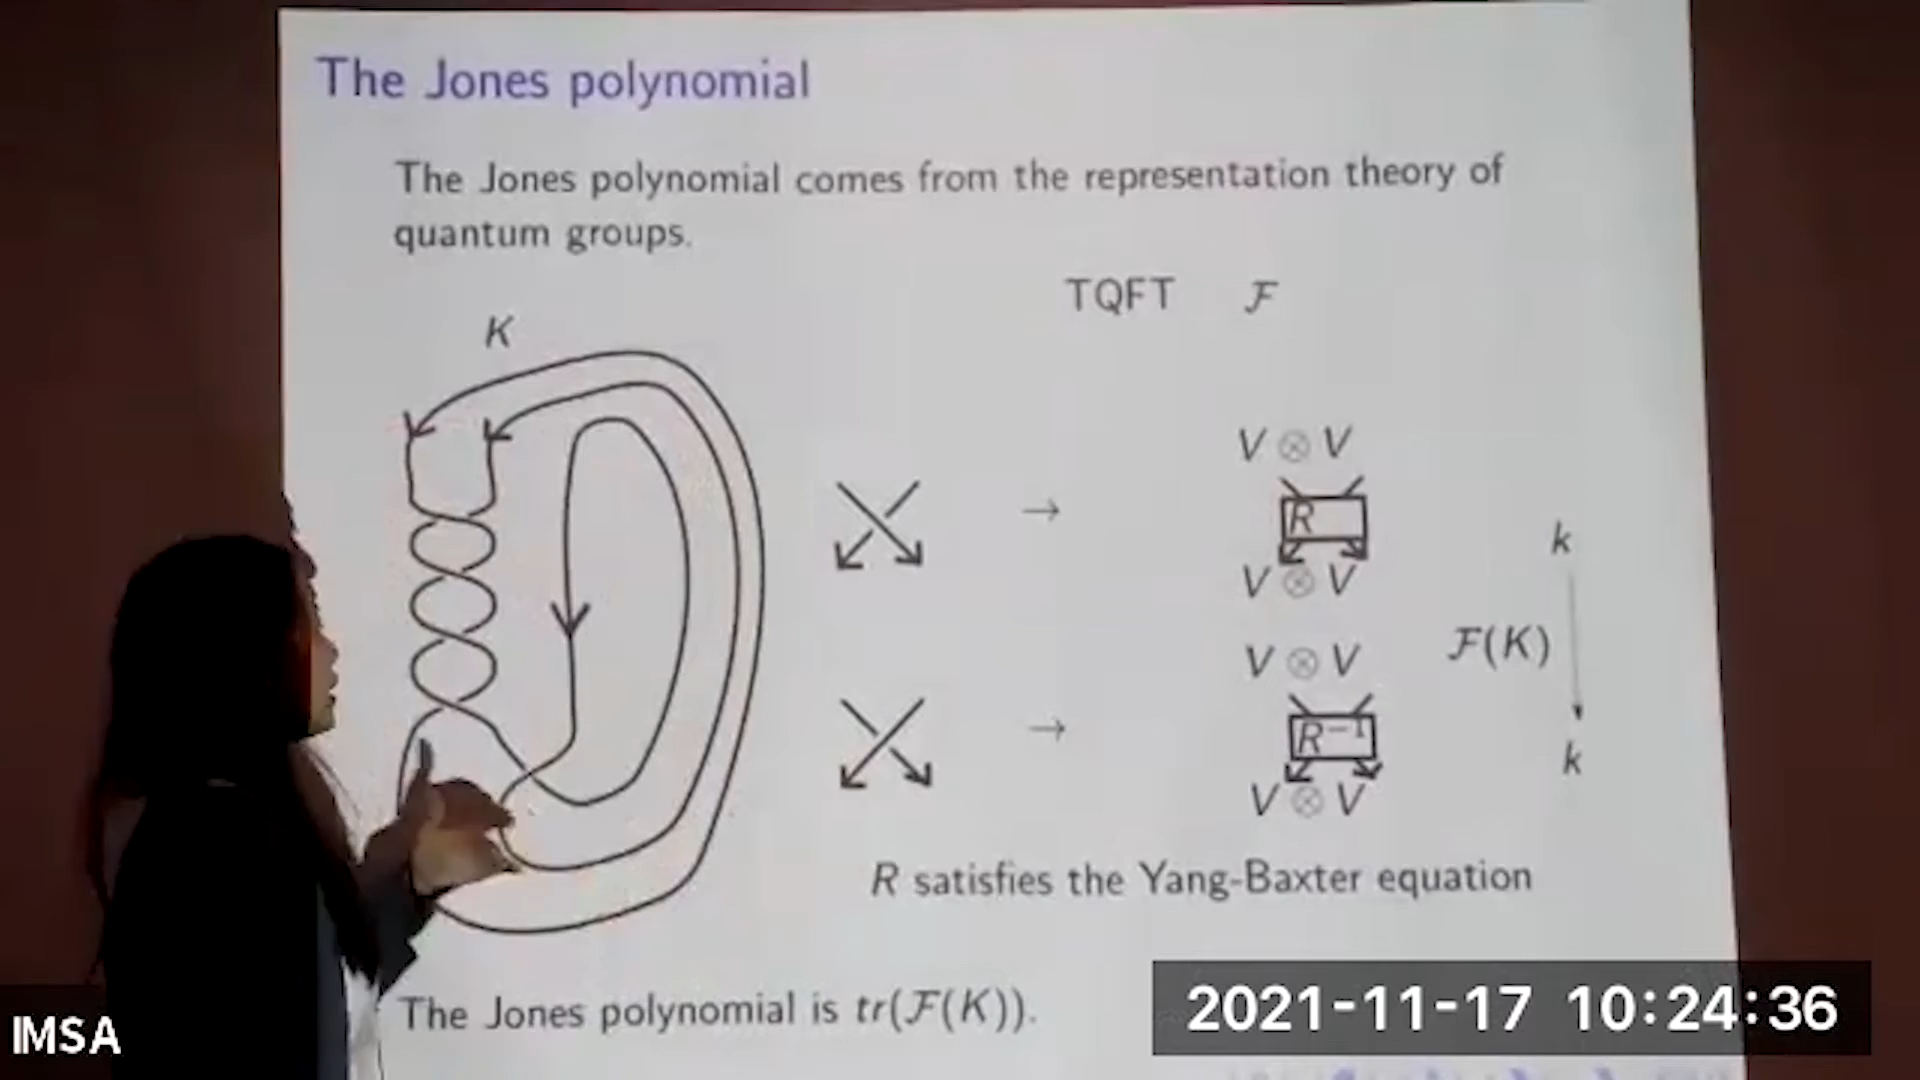 The Jones polynomial
The Jones polynomial comes from the representation theory of
quantum groups.
TQFT ℱ
K
V ⊗ V
→ R
V ⊗ V
k
V ⊗ V
ℱ(K)
→ R⁻¹
k
V ⊗ V
R satisfies the Yang-Baxter equation
The Jones polynomial is tr(ℱ(K)).
2021-11-17 10:24:36
IMSA